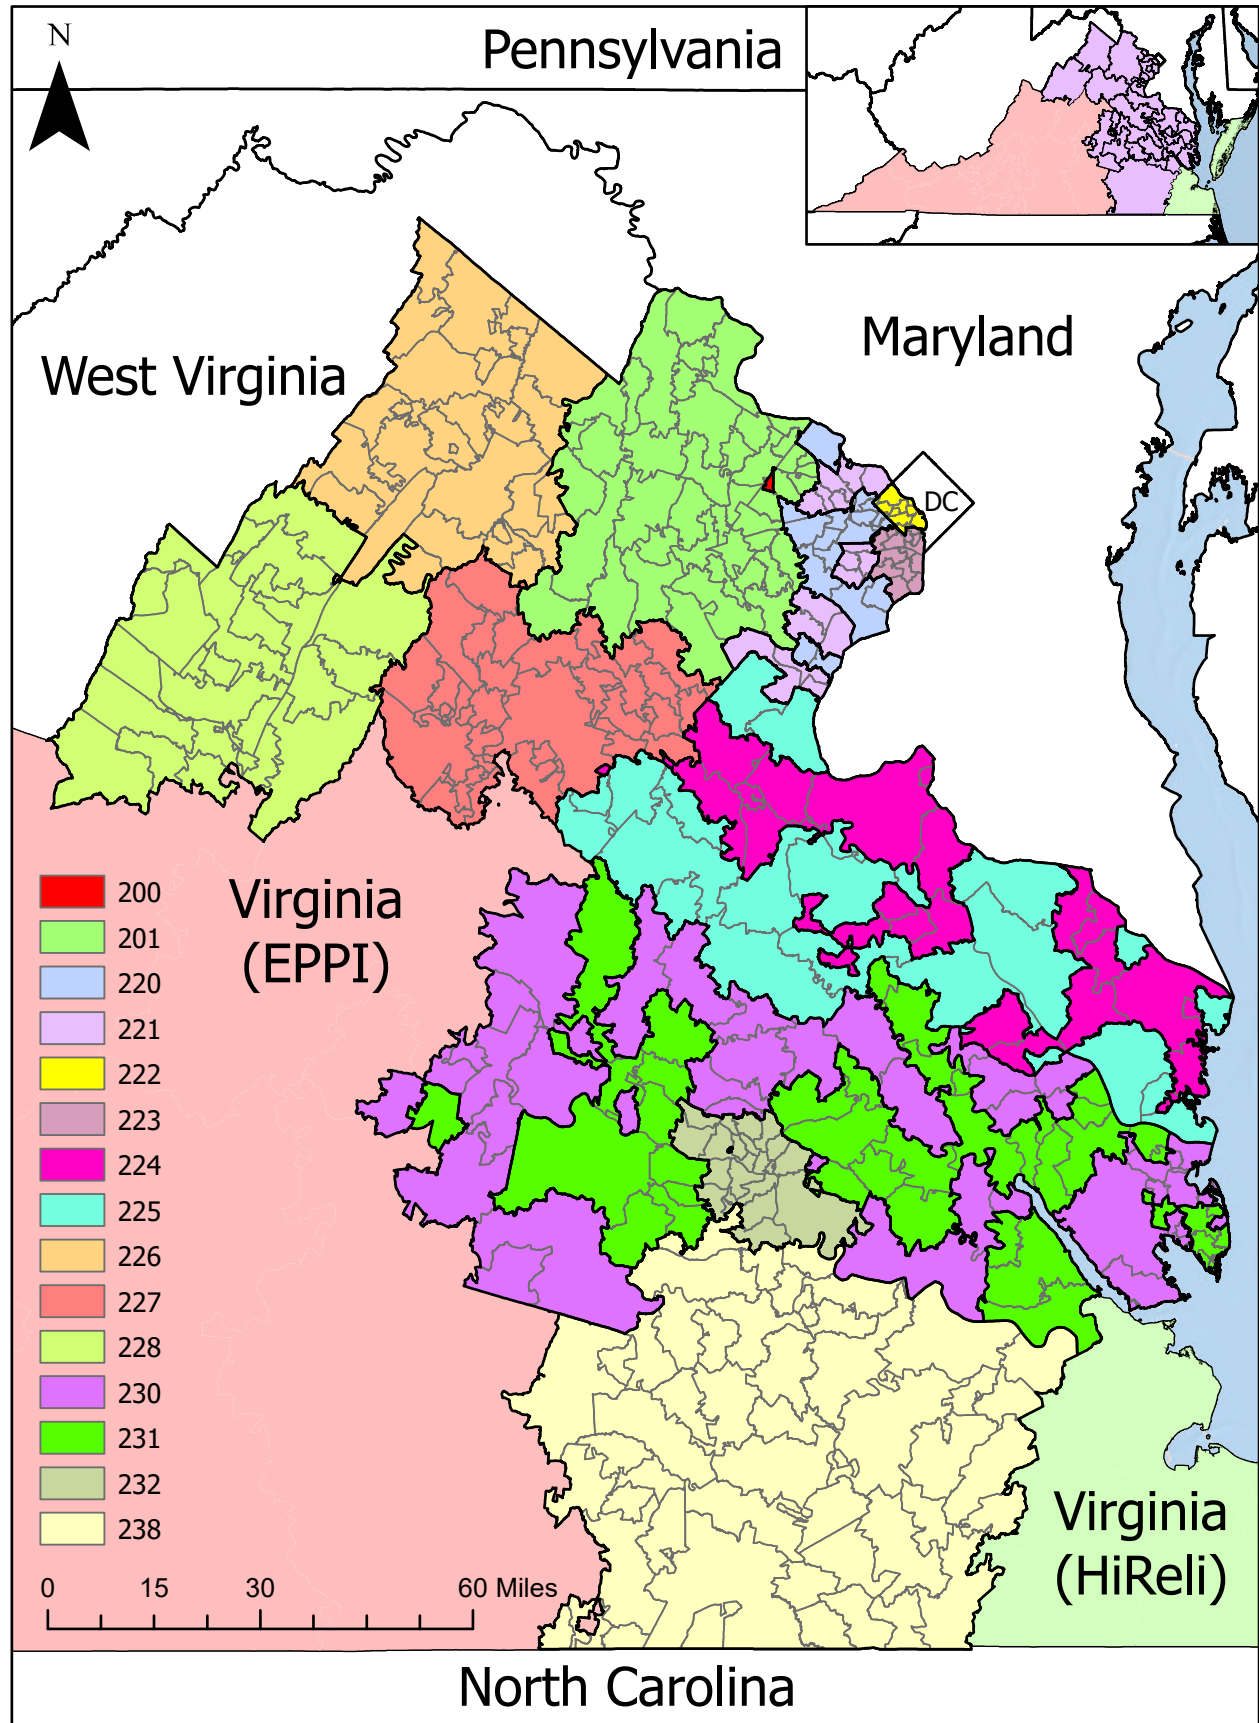 N
Pennsylvania
Maryland
West Virginia
DC
200
201
220
221
222
223
224
225
226
227
228
230
231
232
238
Virginia
(EPPI)
0 15 30 60 Miles
Virginia
(HiReli)
North Carolina